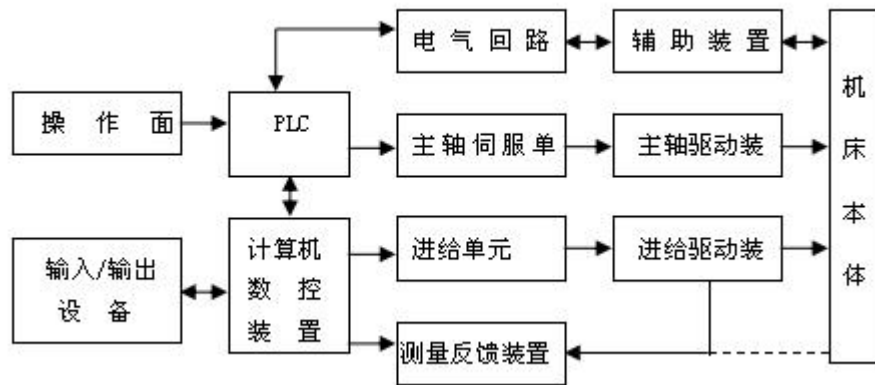 电气回路
辅助装置
机床本体
操作面
PLC
主轴伺服单
主轴驱动装
输入/输出
设备
计算机
数控
装置
进给单元
进给驱动装
测量反馈装置